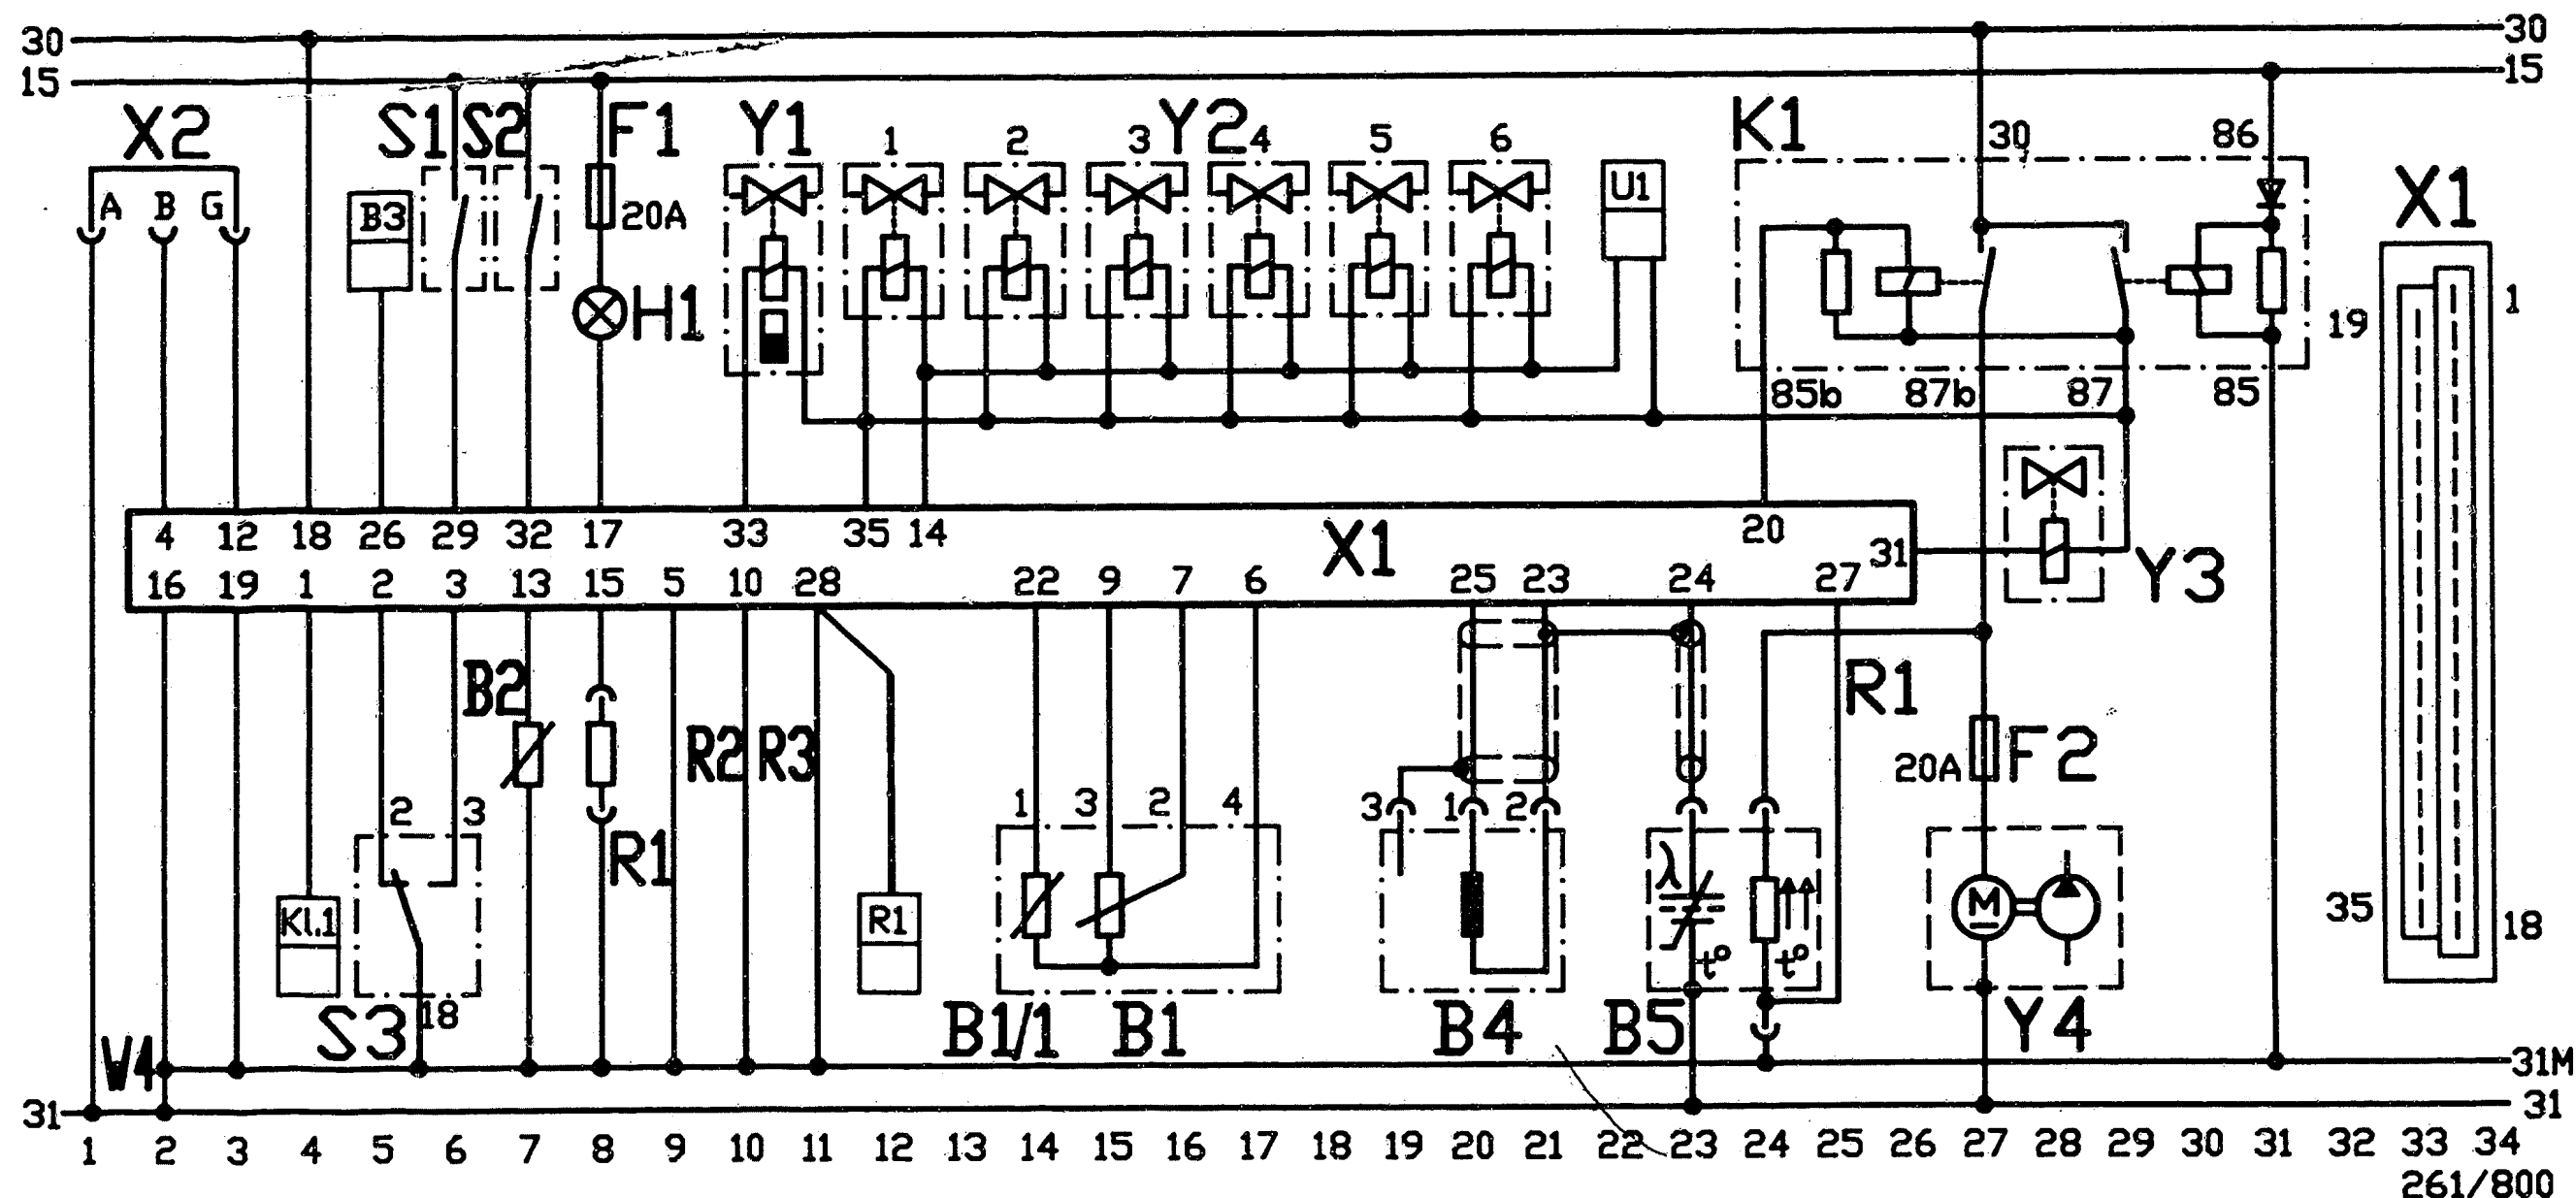 30 30
15 15
X2 S1 S2 F1 Y1 1 2 3 Y2 4 5 6 K1 30 86
A B G B3 20A U1 X1
H1 19 1
85b 87b 87 85
4 12 18 26 29 32 17 33 35 14 X1 20 31
16 19 1 2 3 13 15 5 10 28 22 9 7 6 25 23 24 27 Y3
B2 R1
R2 R3 20A F2
2 3 1 3 2 4 3 1 2
R1 λ
Kl.1 R1 M 35 18
t° t°
S3 18 B1/1 B1 B4 B5 Y4
W4 31M
31 31
1 2 3 4 5 6 7 8 9 10 11 12 13 14 15 16 17 18 19 20 21 22 23 24 25 26 27 28 29 30 31 32 33 34
261/800